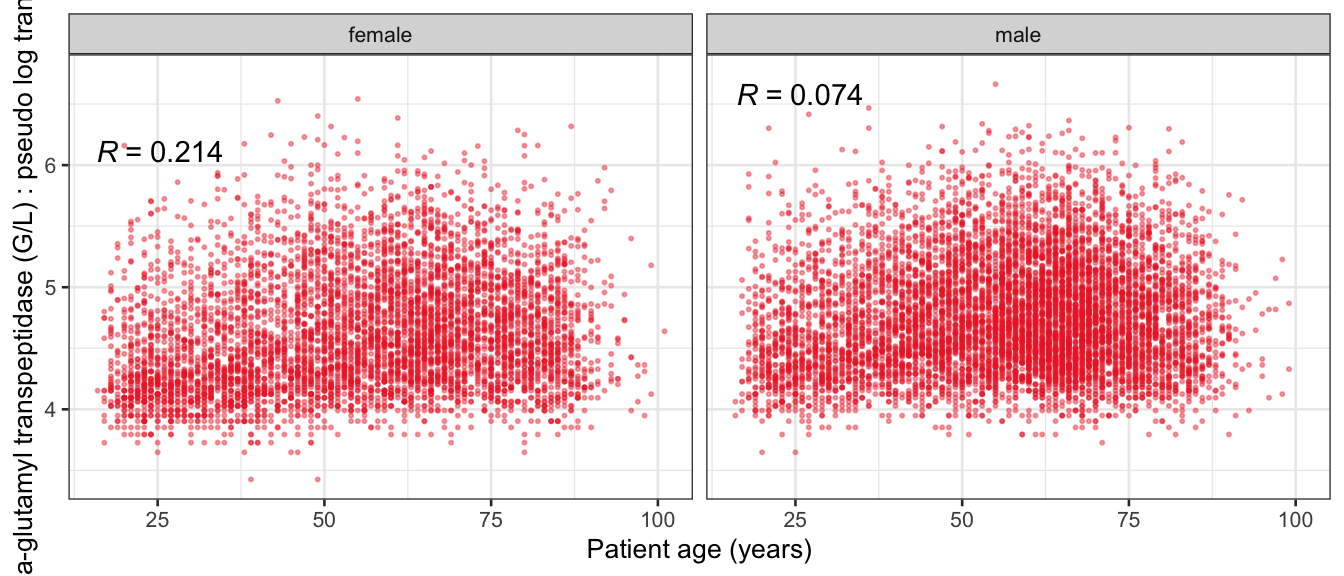 female
male
a-glutamyl transpeptidase (G/L) : pseudo log tran
R = 0.214
R = 0.074
6
5
4
25
50
75
100
25
50
75
100
Patient age (years)